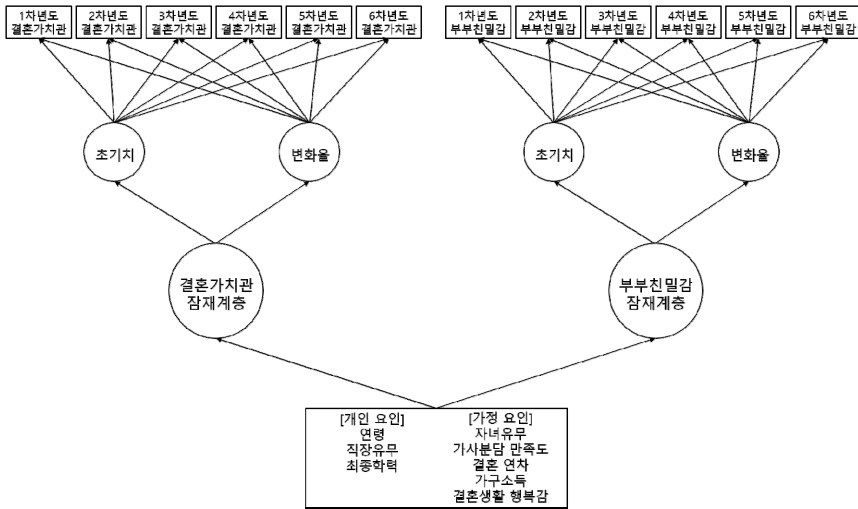 1차년도
결혼가치관
2차년도
결혼가치관
3차년도
결혼가치관
4차년도
결혼가치관
5차년도
결혼가치관
6차년도
결혼가치관
1차년도
부부친밀감
2차년도
부부친밀감
3차년도
부부친밀감
4차년도
부부친밀감
5차년도
부부친밀감
6차년도
부부친밀감
초기치
변화율
초기치
변화율
결혼가치관
잠재계층
부부친밀감
잠재계층
[개인 요인]
연령
직장유무
최종학력
[가정 요인]
자녀유무
가사분담 만족도
결혼 연차
가구소득
결혼생활 행복감